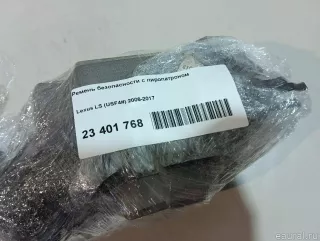 Ремень безопасности с пиропатроном
Lexus LS (USF4#) 2006-2017
23 401 768